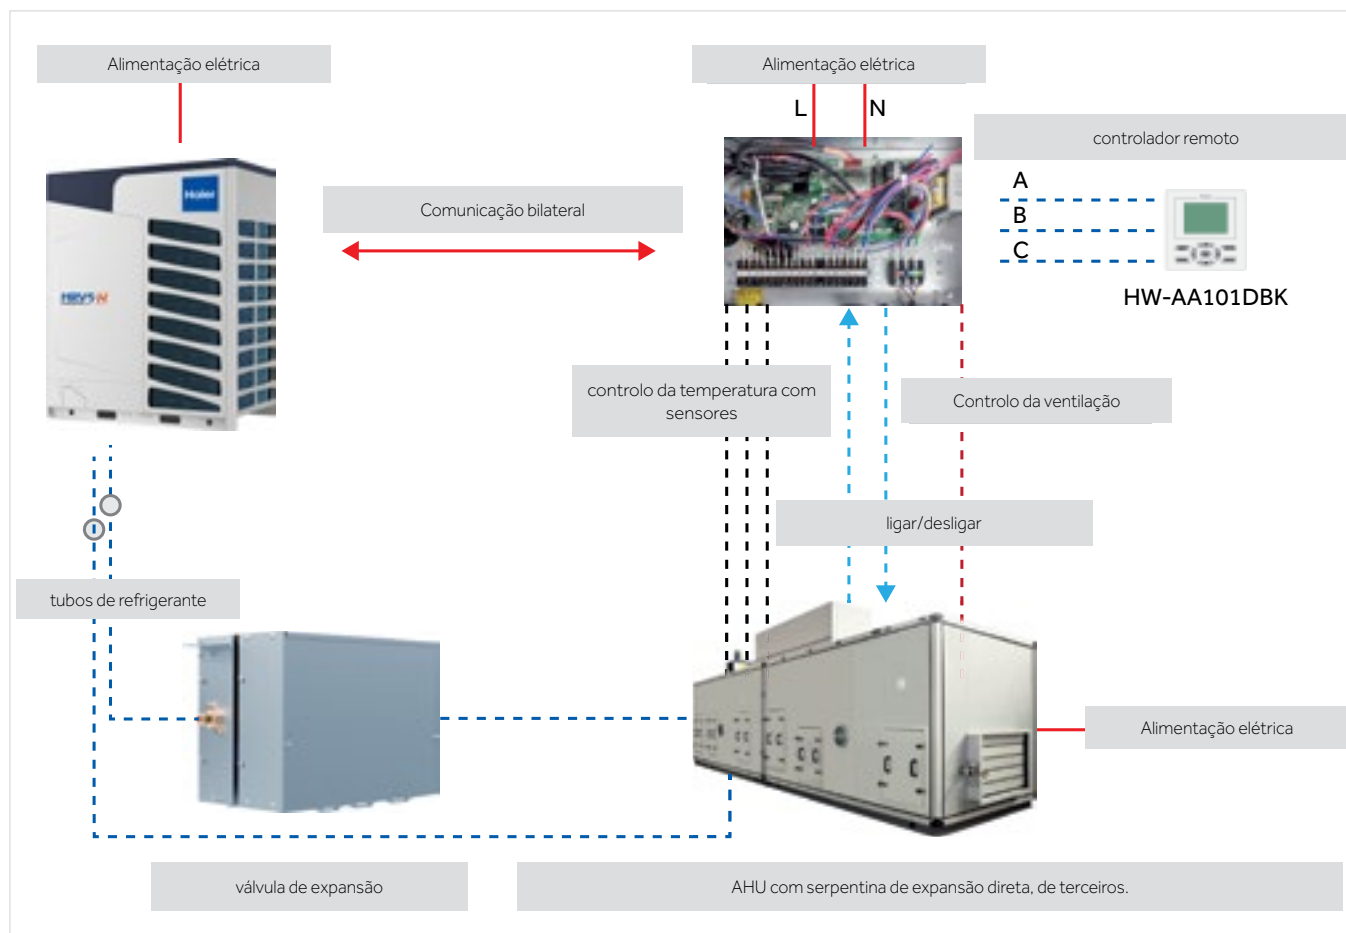 Alimentação elétrica
Alimentação elétrica
L
N
controlador remoto
Haier
A
Comunicação bilateral
B
C
HW-AA101DBK
controlo da temperatura com
sensores
Controlo da ventilação
ligar/desligar
tubos de refrigerante
Alimentação elétrica
válvula de expansão
AHU com serpentina de expansão direta, de terceiros.